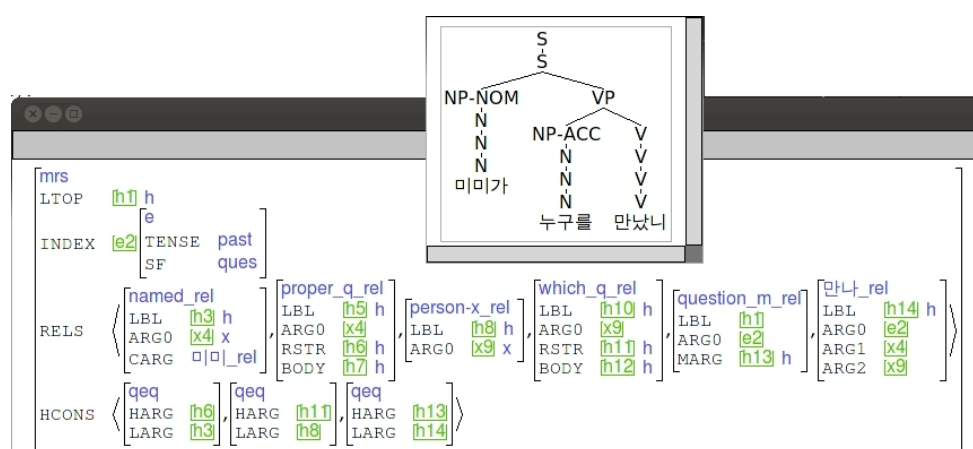 S
S
NP-NOM VP
N NP-ACC V
N N V
N N V
미미가 N V
누구를 만났니
mrs
LTOP h1 h
INDEX e2 e
TENSE past
SF ques
RELS
named_rel
LBL h3 h
ARG0 x4 x
CARG 미미_rel
proper_q_rel
LBL h5 h
ARG0 x4
RSTR h6 h
BODY h7 h
person-x_rel
LBL h8 h
ARG0 x9 x
which_q_rel
LBL h10 h
ARG0 x9
RSTR h11 h
BODY h12 h
question_m_rel
LBL h1
ARG0 e2
MARG h13 h
만나_rel
LBL h14 h
ARG0 e2
ARG1 x4
ARG2 x9
HCONS
qeq
HARG h6
LARG h3
qeq
HARG h11
LARG h8
qeq
HARG h13
LARG h14